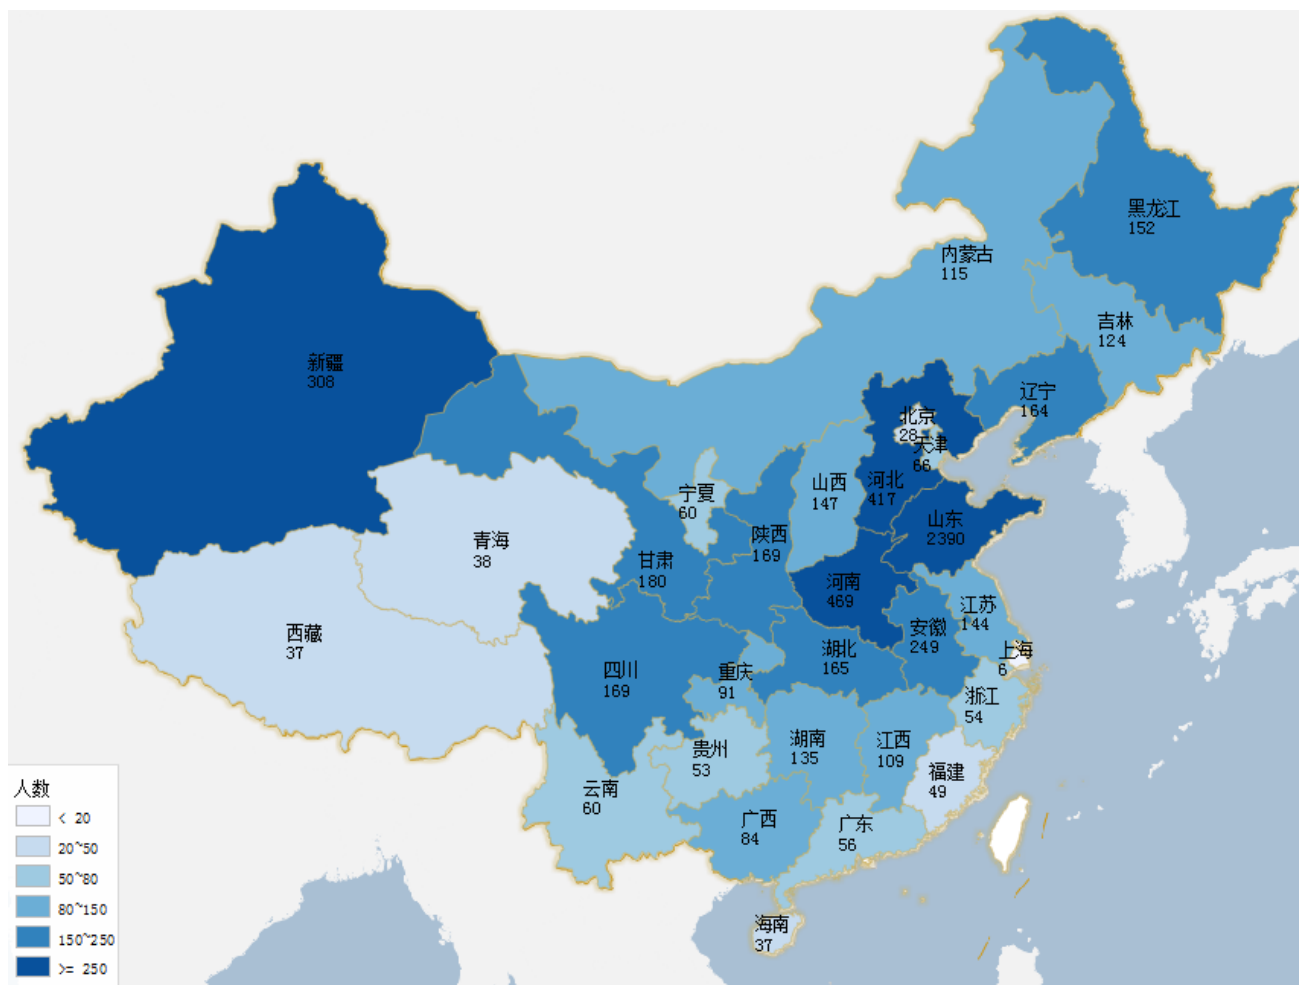 黑龙江
152
内蒙古
115
吉林
124
新疆
308
辽宁
164
北京
28
天津
66
河北
417
山西
147
宁夏
60
山东
2390
陕西
169
青海
38
甘肃
180
河南
469
江苏
144
安徽
249
西藏
37
湖北
165
上海
6
四川
169
重庆
91
浙江
54
贵州
53
湖南
135
江西
109
福建
49
云南
60
广西
84
广东
56
海南
37
人数
< 20
20~50
50~80
80~150
150~250
>= 250